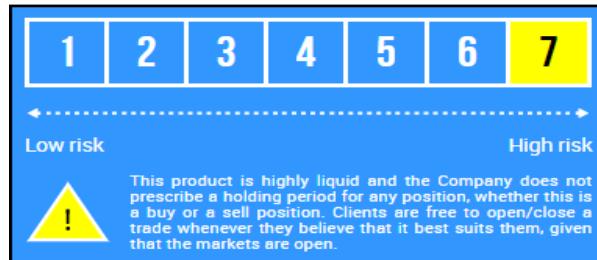 1 2 3 4 5 6 7
Low risk High risk
This product is highly liquid and the Company does not
prescribe a holding period for any position, whether this is
a buy or a sell position. Clients are free to open/close a
trade whenever they believe that it best suits them, given
that the markets are open.
!